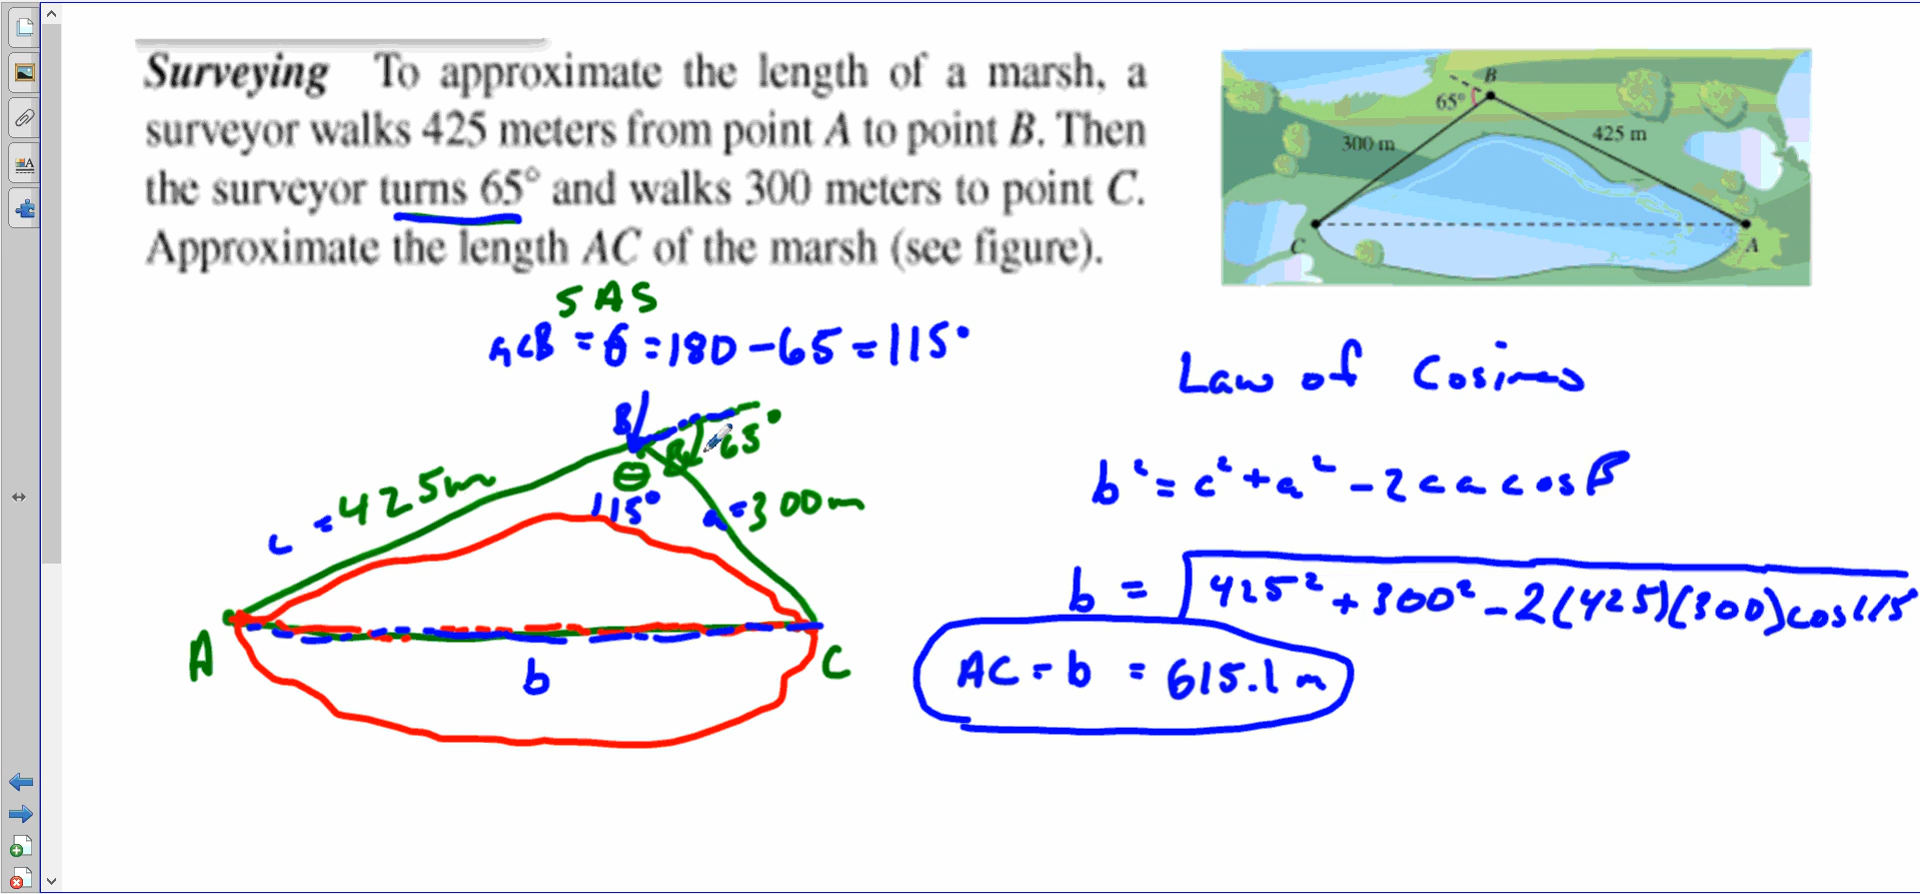 Surveying To approximate the length of a marsh, a
surveyor walks 425 meters from point A to point B. Then
the surveyor turns 65° and walks 300 meters to point C.
Approximate the length AC of the marsh (see figure).
B
65°
300 m
425 m
C
A
SAS
ACB = θ = 180 - 65 = 115°
Law of Cosines
B
65°
θ
115°
c = 425m
a = 300m
b² = c² + a² - 2ca cosβ
b = √425² + 300² - 2(425)(300)cos115
A
C
b
AC = b = 615.1 m